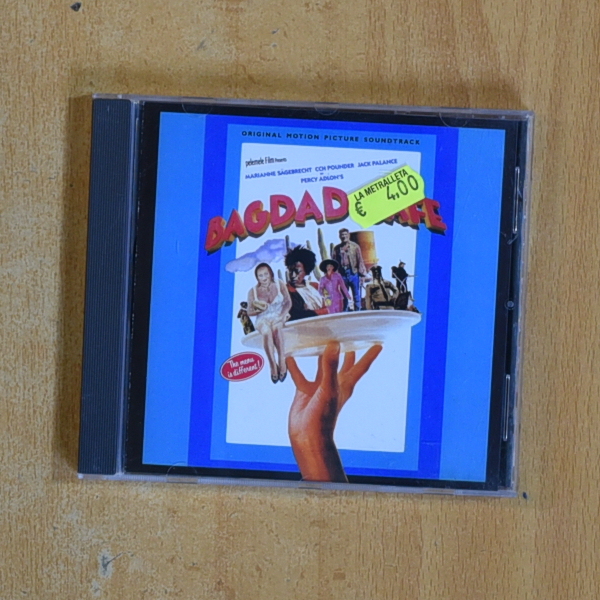 ORIGINAL MOTION PICTURE SOUNDTRACK
pelemele Film Presents
MARIANNE SÄGEBRECHT CCH POUNDER JACK PALANCE
PERCY ADLON'S
LA METRALLETA
€ 4,00
BAGDAD
"The menu
is different!"